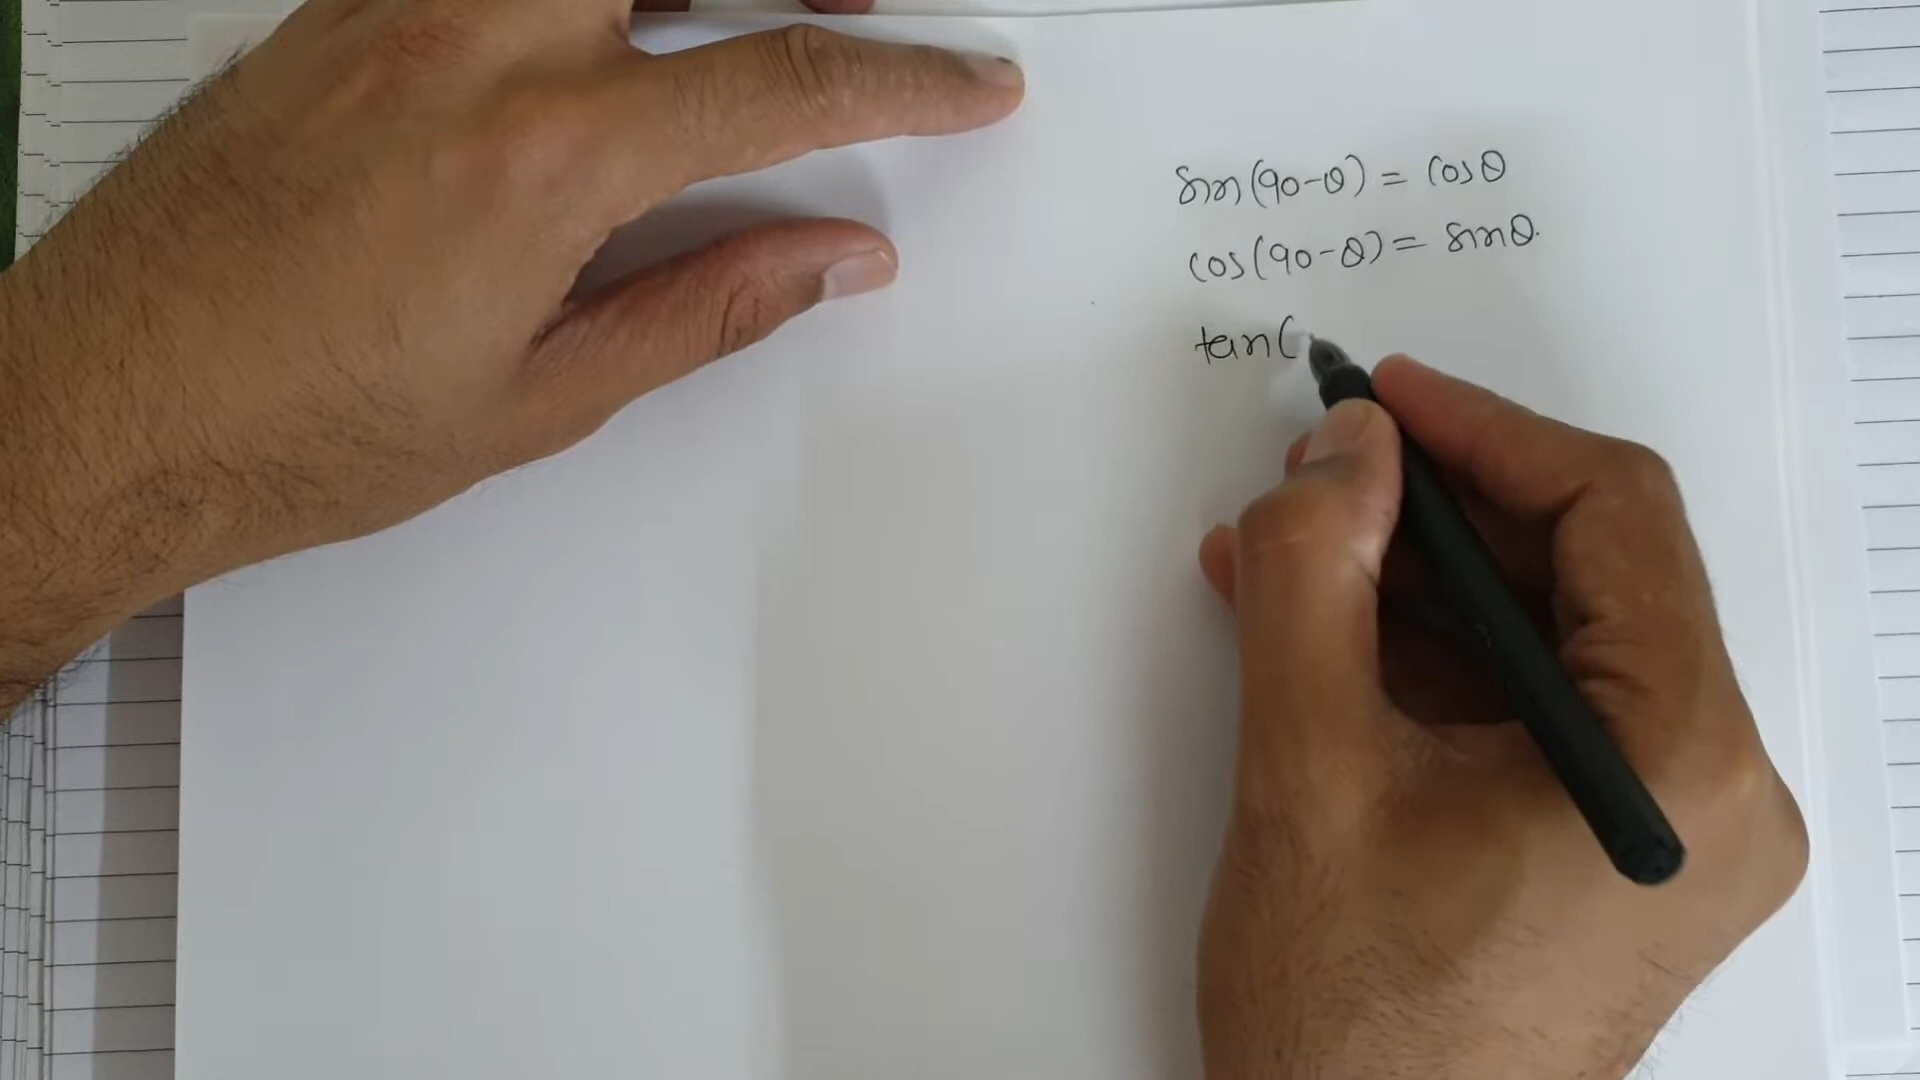 sin(90-θ) = cosθ
cos(90-θ) = sinθ.
tan(